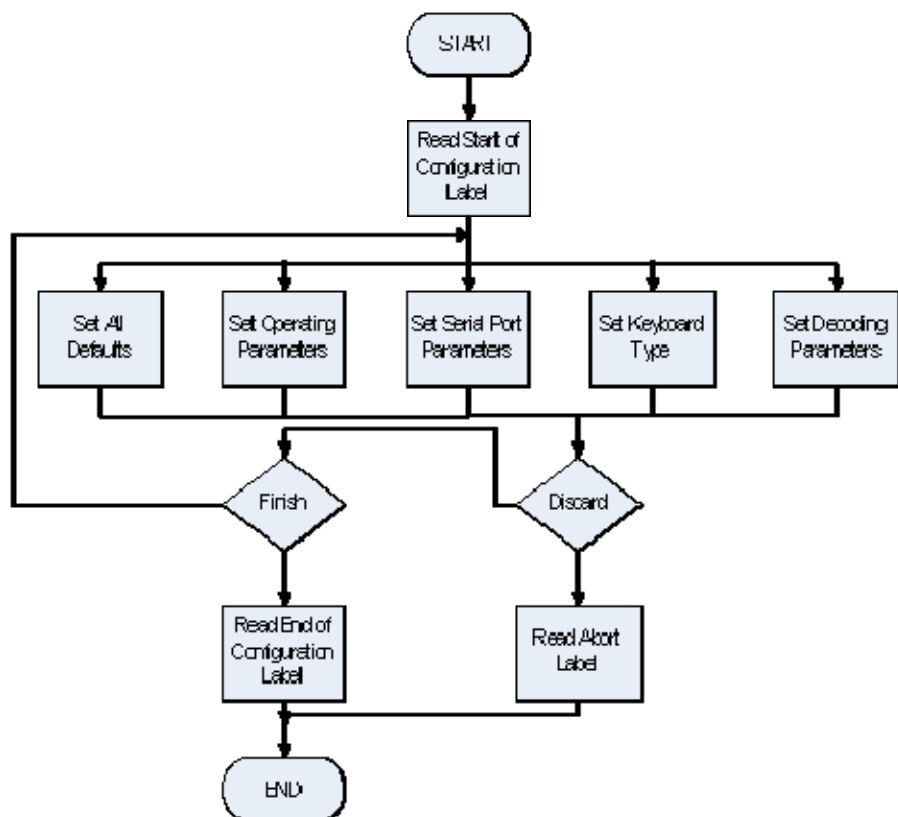 START
Read Start of
Configuration
Label
Set All
Defaults
Set Operating
Parameters
Set Serial Port
Parameters
Set Keyboard
Type
Set Decoding
Parameters
Finish
Discard
Read End of
Configuration
Label
Read Abort
Label
END